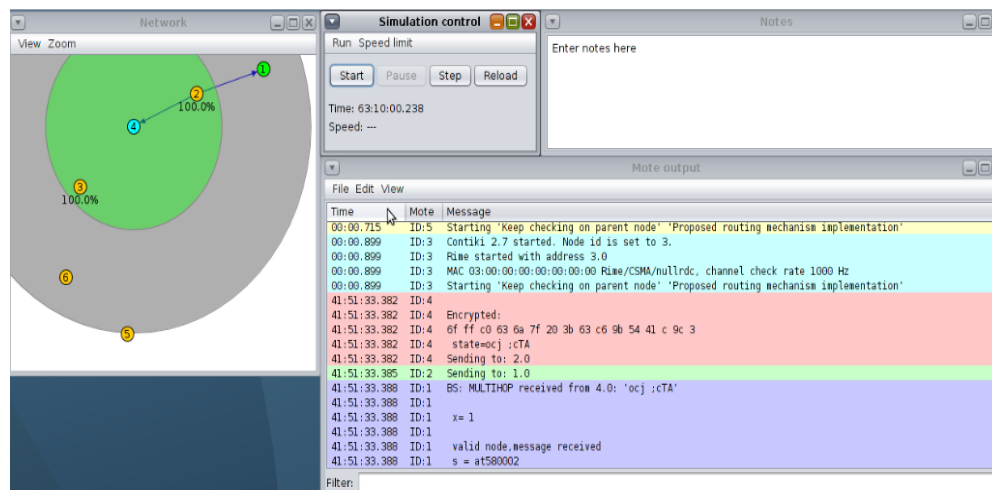 Network
View Zoom
1
2
100.0%
4
3
100.0%
6
5
Simulation control
Run Speed limit
Start Pause Step Reload
Time: 63:10:00.238
Speed: ---
Notes
Enter notes here
Mote output
File Edit View
Time Mote Message
00:00.715 ID:5 Starting 'Keep checking on parent node' 'Proposed routing mechanism implementation'
00:00.899 ID:3 Contiki 2.7 started. Node id is set to 3.
00:00.899 ID:3 Rime started with address 3.0
00:00.899 ID:3 MAC 03:00:00:00:00:00:00:00 Rime/CSMA/nullrdc, channel check rate 1000 Hz
00:00.899 ID:3 Starting 'Keep checking on parent node' 'Proposed routing mechanism implementation'
41:51:33.382 ID:4
41:51:33.382 ID:4 Encrypted:
41:51:33.382 ID:4 6f ff c0 63 6a 7f 20 3b 63 c6 9b 54 41 c 9c 3
41:51:33.382 ID:4 state=ocj ;cTA
41:51:33.382 ID:4 Sending to: 2.0
41:51:33.385 ID:2 Sending to: 1.0
41:51:33.388 ID:1 BS: MULTIHOP received from 4.0: 'ocj ;cTA'
41:51:33.388 ID:1
41:51:33.388 ID:1 x= 1
41:51:33.388 ID:1
41:51:33.388 ID:1 valid node,message received
41:51:33.388 ID:1 s = at580002
Filter: